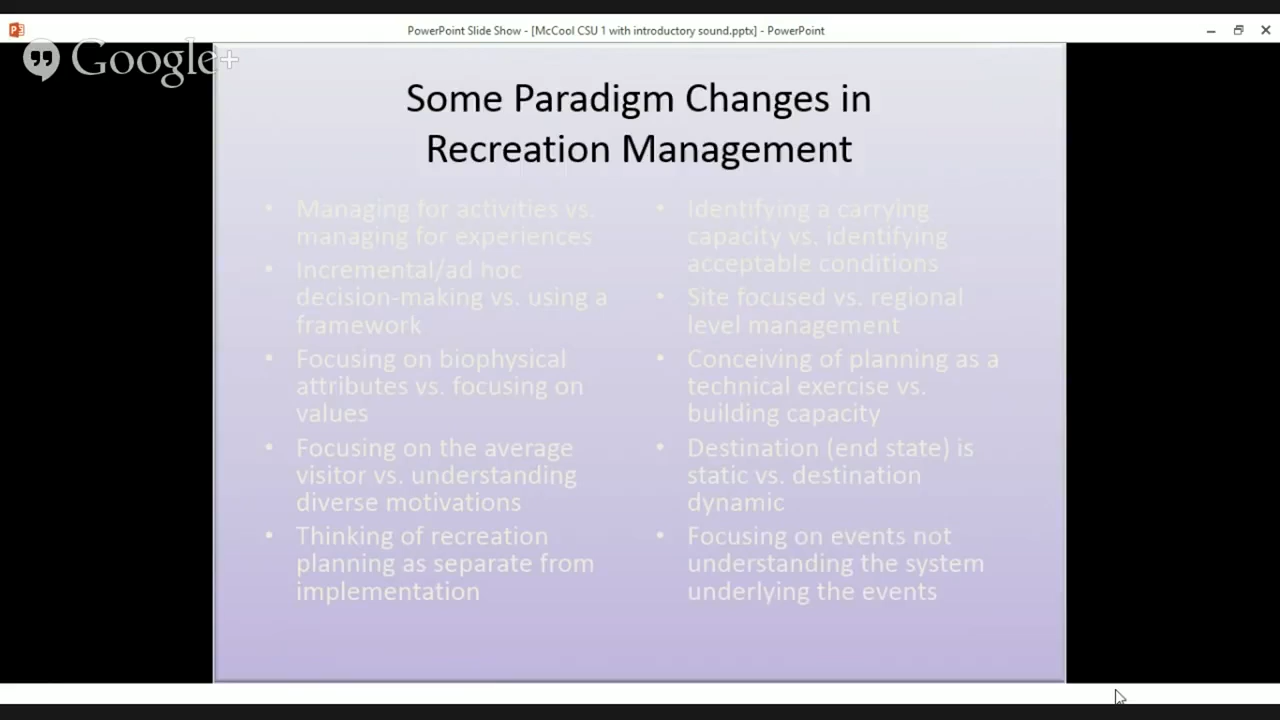 PowerPoint Slide Show - [McCool CSU 1 with introductory sound.pptx] - PowerPoint
Google+
Some Paradigm Changes in
Recreation Management
• Managing for activities vs.
managing for experiences
• Incremental/ad hoc
decision-making vs. using a
framework
• Focusing on biophysical
attributes vs. focusing on
values
• Focusing on the average
visitor vs. understanding
diverse motivations
• Thinking of recreation
planning as separate from
implementation
• Identifying a carrying
capacity vs. identifying
acceptable conditions
• Site focused vs. regional
level management
• Conceiving of planning as a
technical exercise vs.
building capacity
• Destination (end state) is
static vs. destination
dynamic
• Focusing on events not
understanding the system
underlying the events